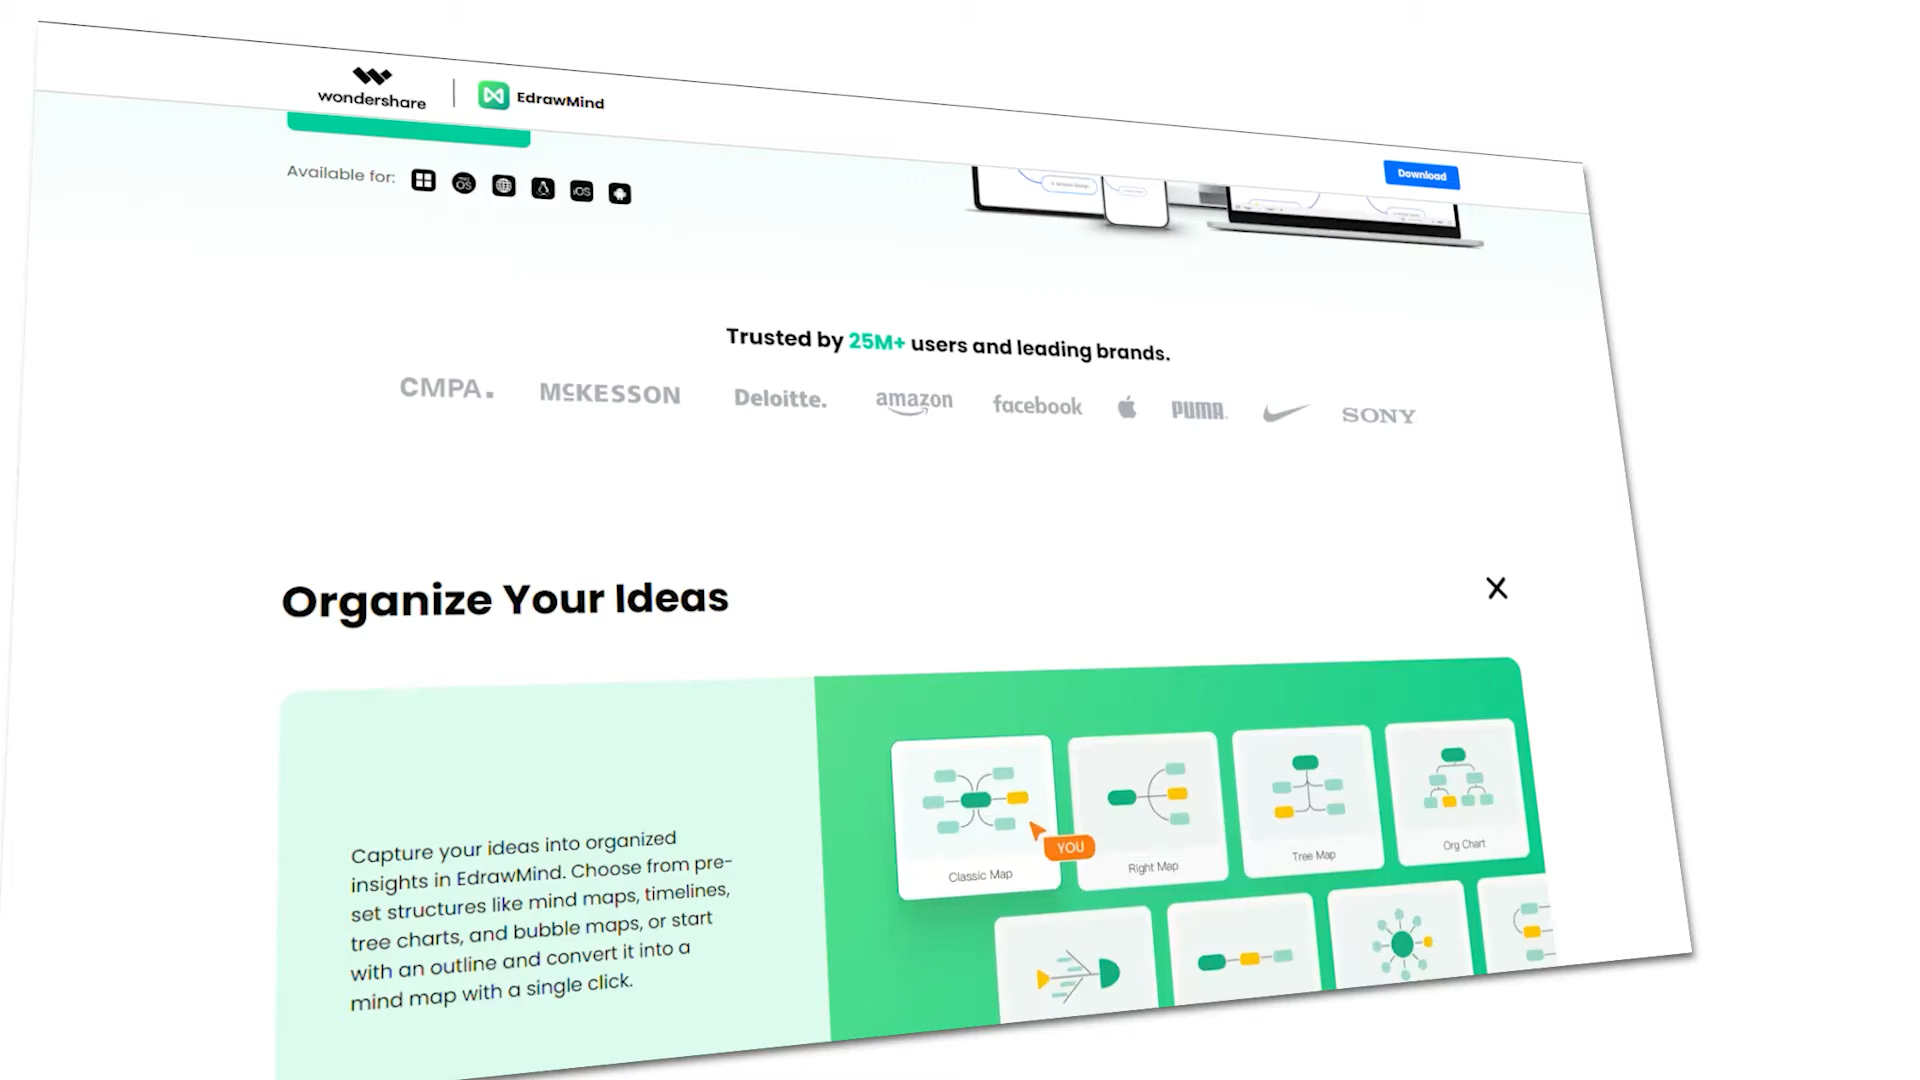 wondershare
EdrawMind
Download
Available for:
Trusted by 25M+ users and leading brands.
CMPA.
MCKESSON
Deloitte.
amazon
facebook
PUMA
SONY
Organize Your Ideas
Capture your ideas into organized
insights in EdrawMind. Choose from pre-
set structures like mind maps, timelines,
tree charts, and bubble maps, or start
with an outline and convert it into a
mind map with a single click.
YOU
Classic Map
Right Map
Tree Map
Org Chart